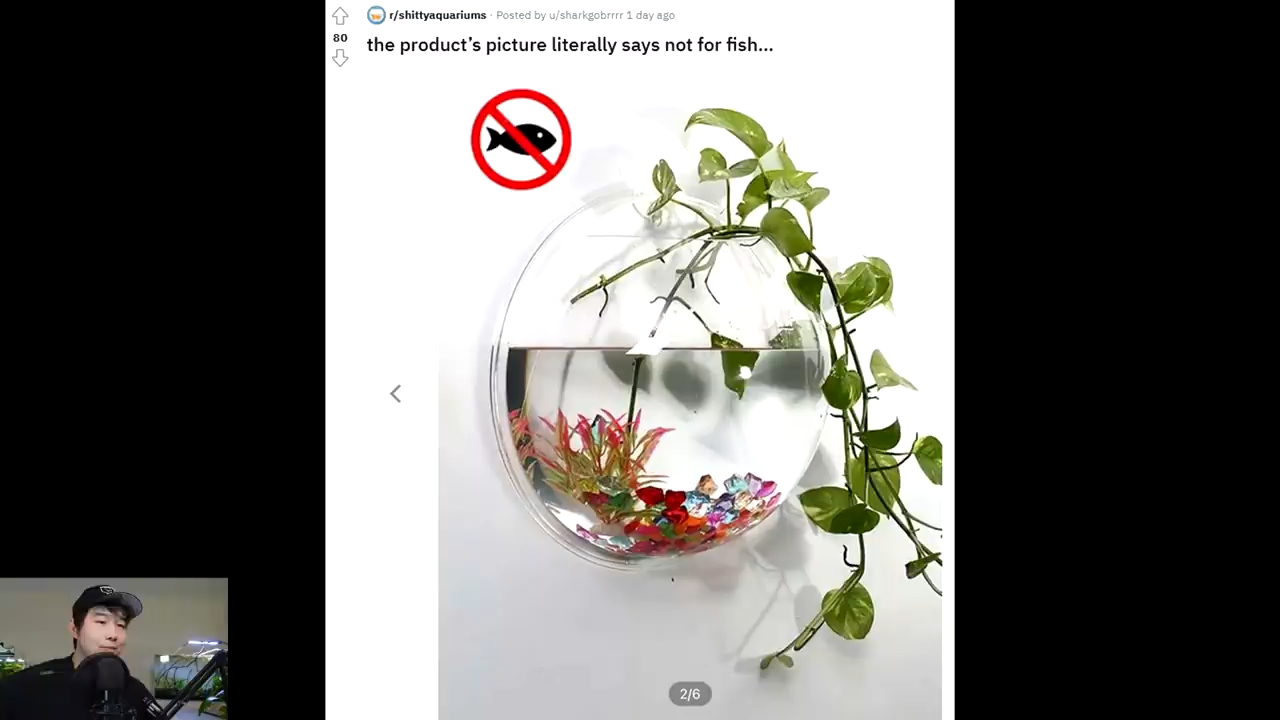 r/shittyaquariums · Posted by u/sharkgobrrrr 1 day ago
80
the product's picture literally says not for fish...
2/6